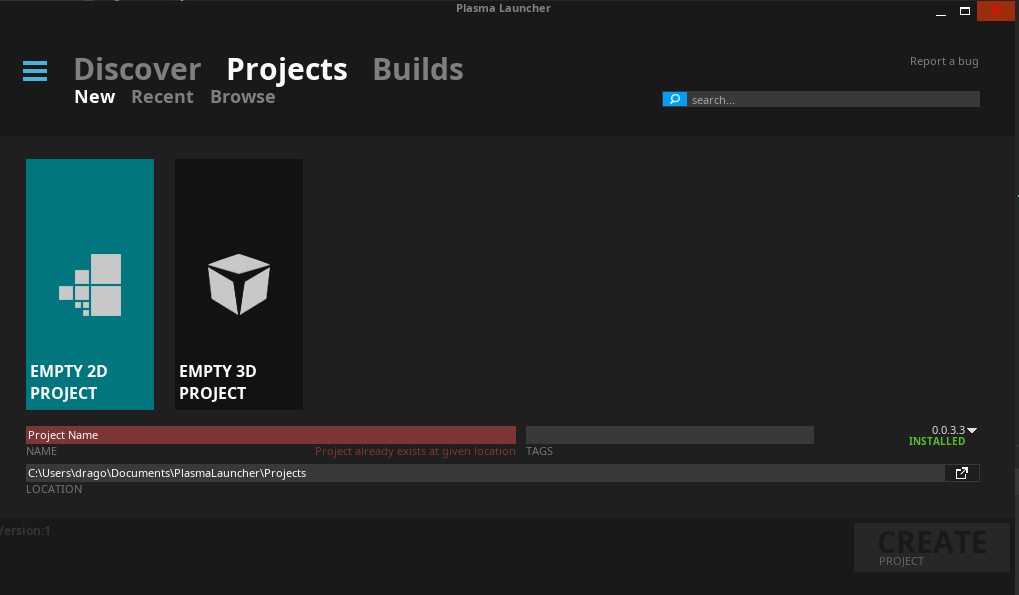 Plasma Launcher
Discover Projects Builds
Report a bug
New Recent Browse
search...
EMPTY 2D
PROJECT
EMPTY 3D
PROJECT
Project Name
0.0.3.3
NAME
Project already exists at given location
TAGS
INSTALLED
C:\Users\drago\Documents\PlasmaLauncher\Projects
LOCATION
Version:1
CREATE
PROJECT